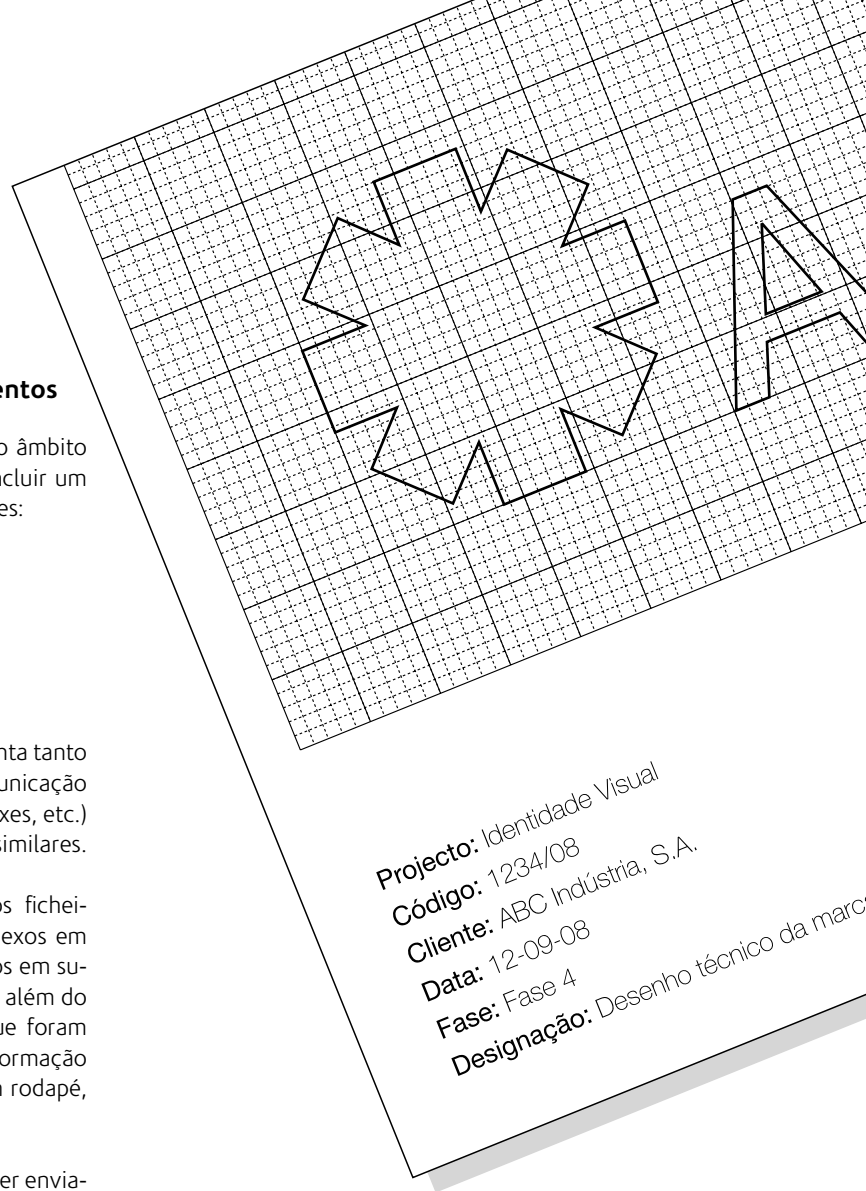 entos
o âmbito
cluir um
es:
nta tanto
unicação
xes, etc.)
similares.
s fichei-
exos em
os em su-
além do
ue foram
ormação
rodapé,
er envia-
A
Projecto: Identidade Visual
Código: 1234/08
Cliente: ABC Indústria, S.A.
Data: 12-09-08
Fase: Fase 4
Designação: Desenho técnico da marca